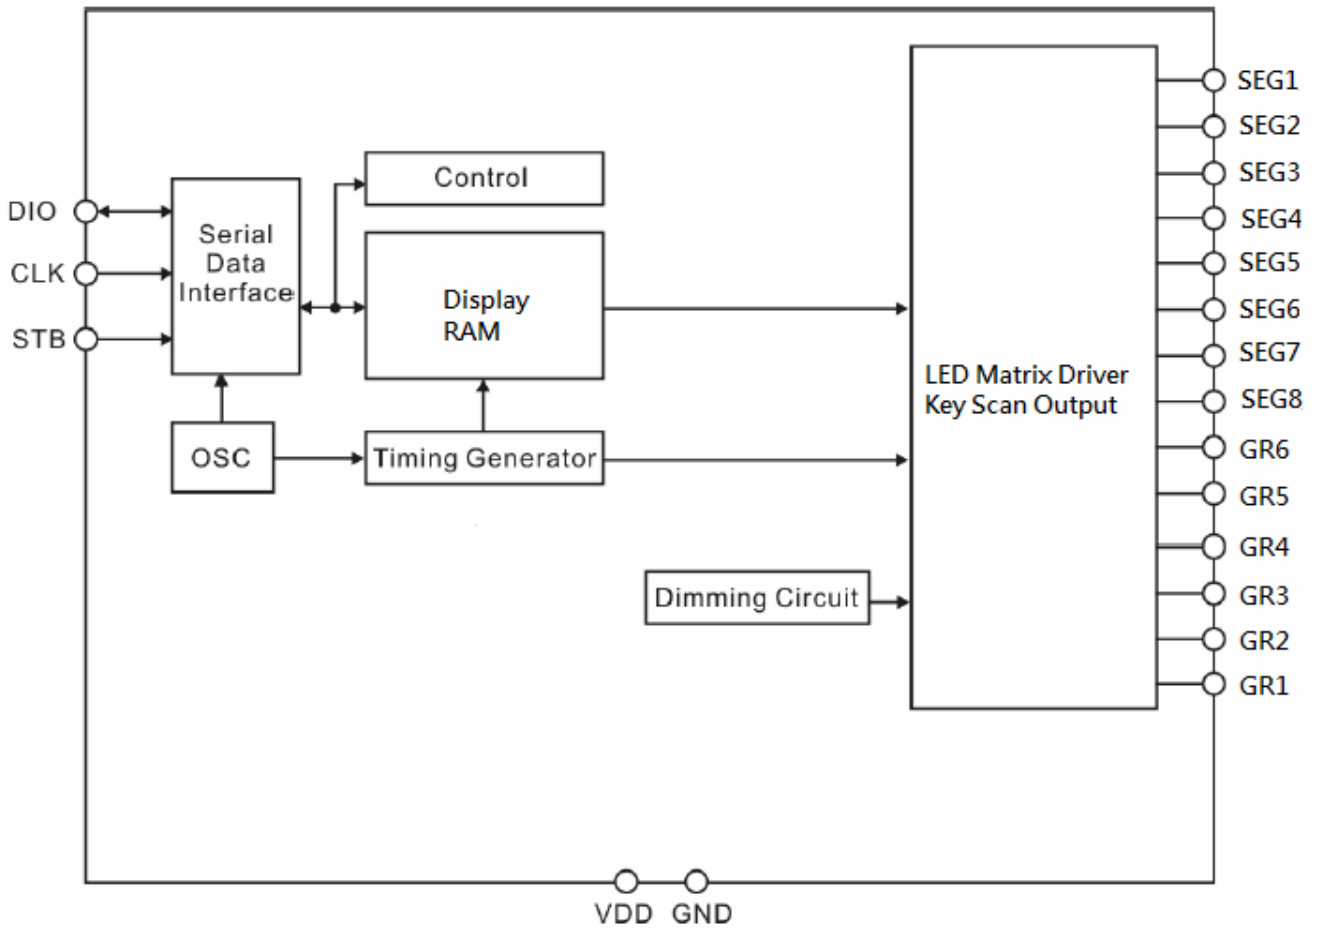 DIO
CLK
STB
Serial
Data
Interface
Control
Display
RAM
OSC
Timing Generator
Dimming Circuit
LED Matrix Driver
Key Scan Output
SEG1
SEG2
SEG3
SEG4
SEG5
SEG6
SEG7
SEG8
GR6
GR5
GR4
GR3
GR2
GR1
VDD GND